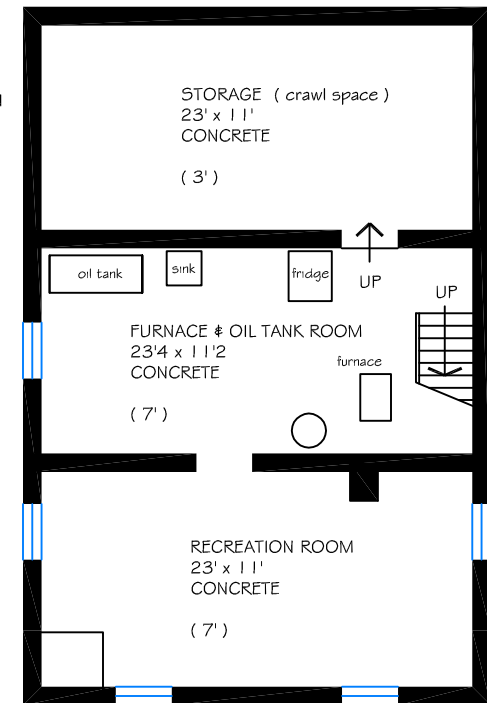 STORAGE ( crawl space )
23' x 11'
CONCRETE
( 3' )
oil tank
sink
fridge
UP
UP
FURNACE & OIL TANK ROOM
23'4 x 11'2
CONCRETE
( 7' )
furnace
RECREATION ROOM
23' x 11'
CONCRETE
( 7' )